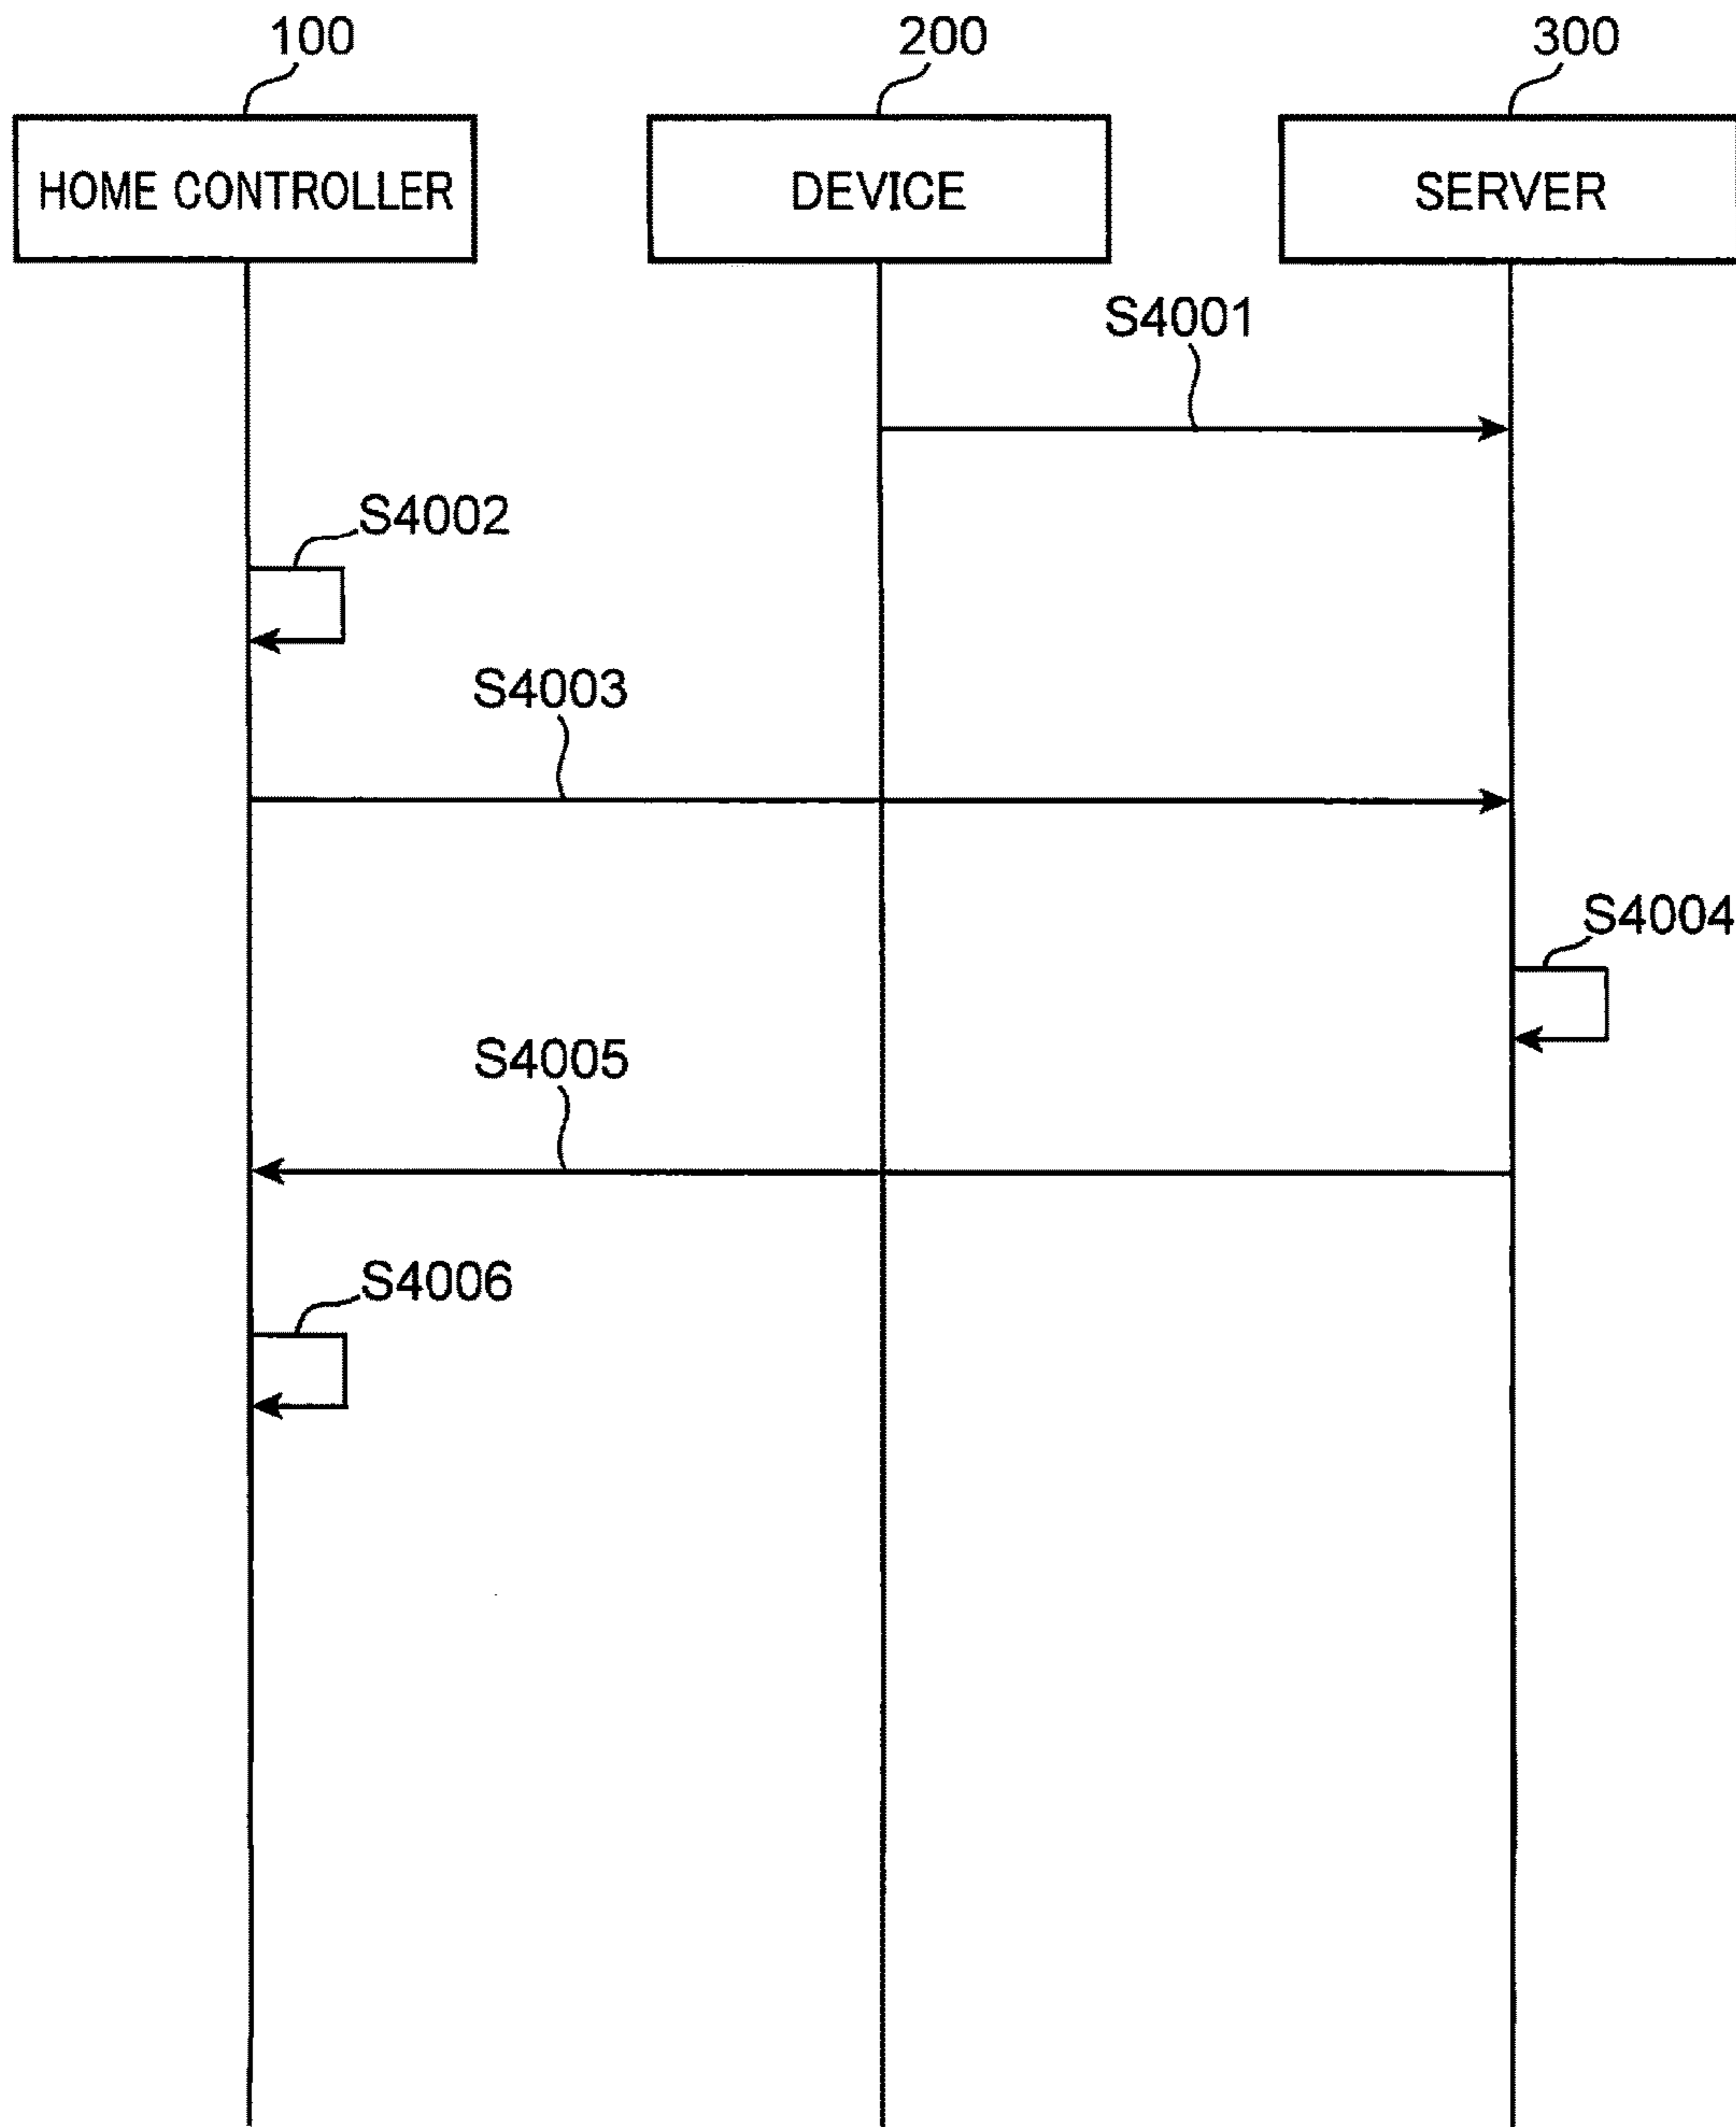 100
200
300
HOME CONTROLLER
DEVICE
SERVER
S4001
S4002
S4003
S4004
S4005
S4006